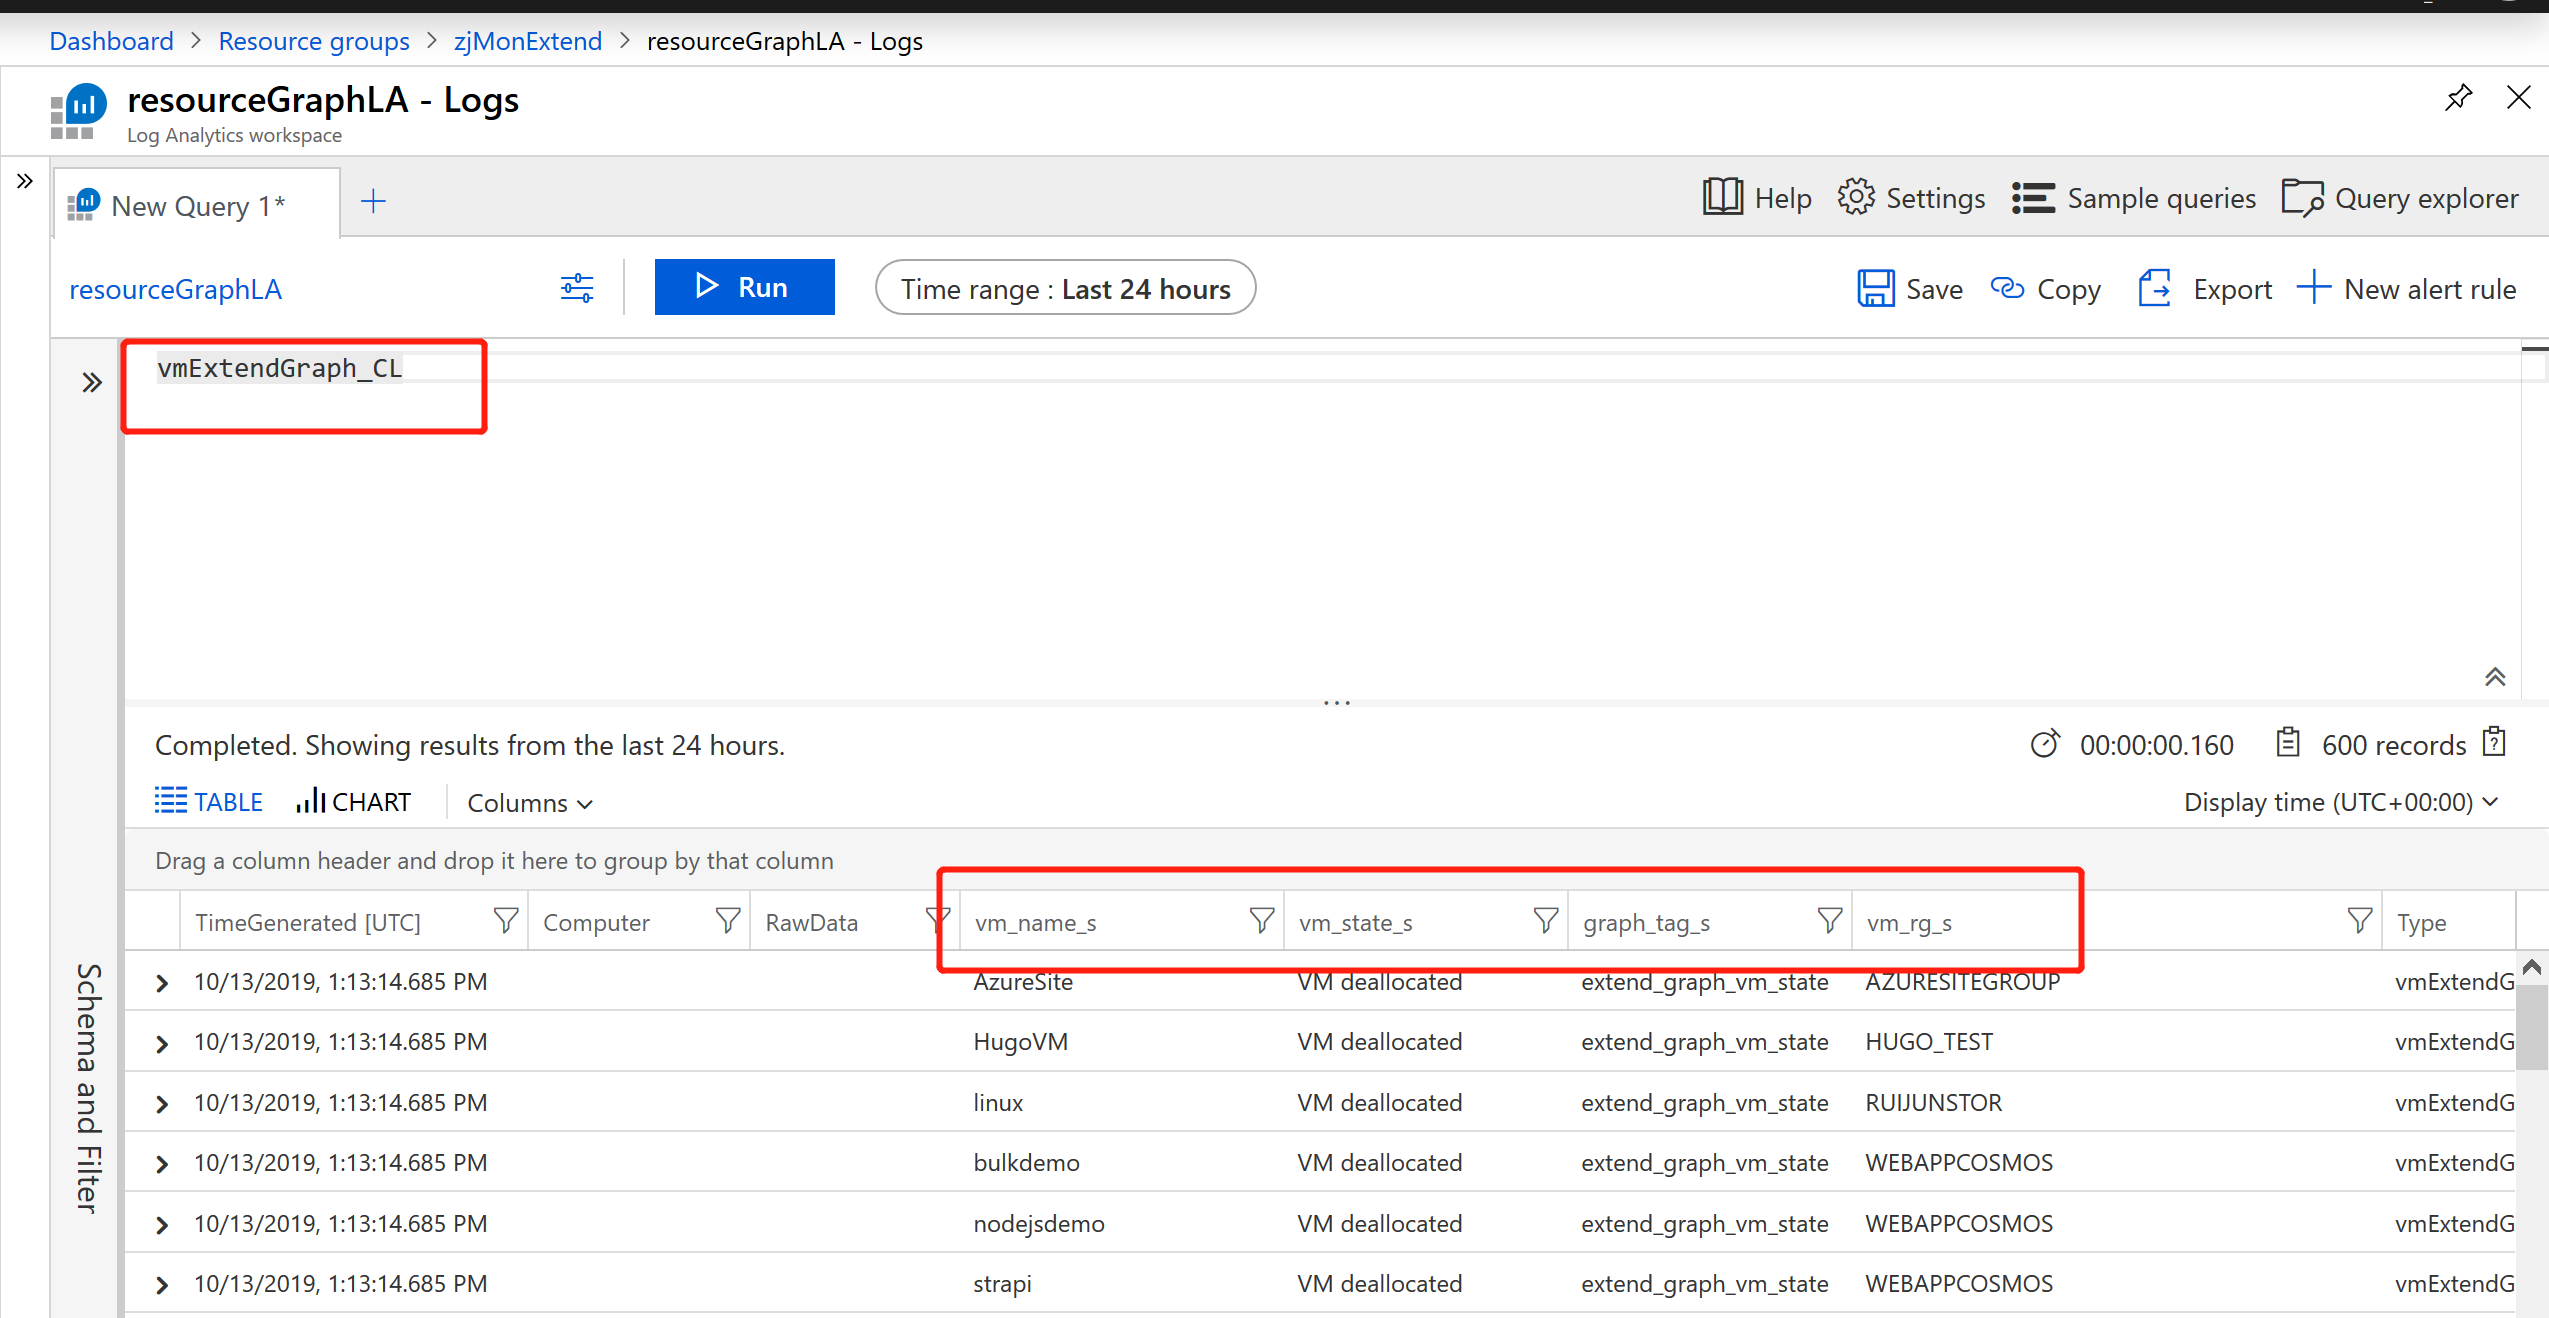 Dashboard > Resource groups > zjMonExtend > resourceGraphLA - Logs
resourceGraphLA - Logs
Log Analytics workspace
New Query 1*
Help Settings Sample queries Query explorer
resourceGraphLA Run Time range : Last 24 hours Save Copy Export New alert rule
vmExtendGraph_CL
Completed. Showing results from the last 24 hours. 00:00:00.160 600 records
TABLE CHART Columns Display time (UTC+00:00)
Drag a column header and drop it here to group by that column
TimeGenerated [UTC] Computer RawData vm_name_s vm_state_s graph_tag_s vm_rg_s Type
10/13/2019, 1:13:14.685 PM AzureSite VM deallocated extend_graph_vm_state AZURESITEGROUP vmExtendG
10/13/2019, 1:13:14.685 PM HugoVM VM deallocated extend_graph_vm_state HUGO_TEST vmExtendG
10/13/2019, 1:13:14.685 PM linux VM deallocated extend_graph_vm_state RUIJUNSTOR vmExtendG
10/13/2019, 1:13:14.685 PM bulkdemo VM deallocated extend_graph_vm_state WEBAPPCOSMOS vmExtendG
10/13/2019, 1:13:14.685 PM nodejsdemo VM deallocated extend_graph_vm_state WEBAPPCOSMOS vmExtendG
10/13/2019, 1:13:14.685 PM strapi VM deallocated extend_graph_vm_state WEBAPPCOSMOS vmExtendG
Schema and Filter